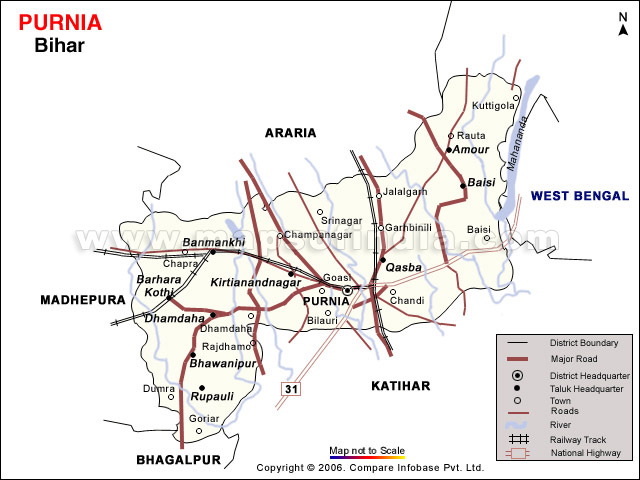 PURNIA
Bihar
N
Kuttigola
ARARIA
Rauta
Amour
Mahananda
Baisi
Jalalgarh
WEST BENGAL
Srinagar
Garhbinili
Champanagar
Baisi
www.mapsofindia.com
Banmankhi
Chapra
Qasba
Barhara
Kothi
Kirtianandnagar
Goasi
MADHEPURA
PURNIA
Chandi
Dhamdaha
Bilauri
Dhamdaha
Rajdhamo
Bhawanipur
Dumra
Rupauli
31
KATIHAR
Goriar
BHAGALPUR
District Boundary
Major Road
District Headquarter
Taluk Headquarter
Town
Roads
River
Railway Track
National Highway
Map not to Scale
Copyright © 2006. Compare Infobase Pvt. Ltd.